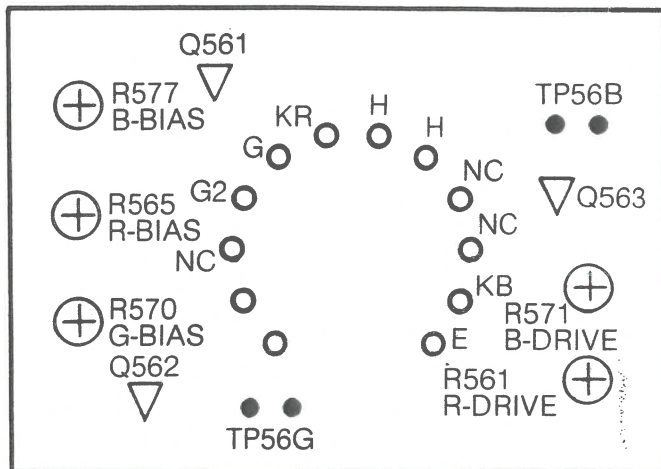 Q561
R577
B-BIAS
KR
H
H
TP56B
G
G2
NC
Q563
R565
R-BIAS
NC
NC
R570
G-BIAS
KB
R571
B-DRIVE
Q562
E
R561
R-DRIVE
TP56G